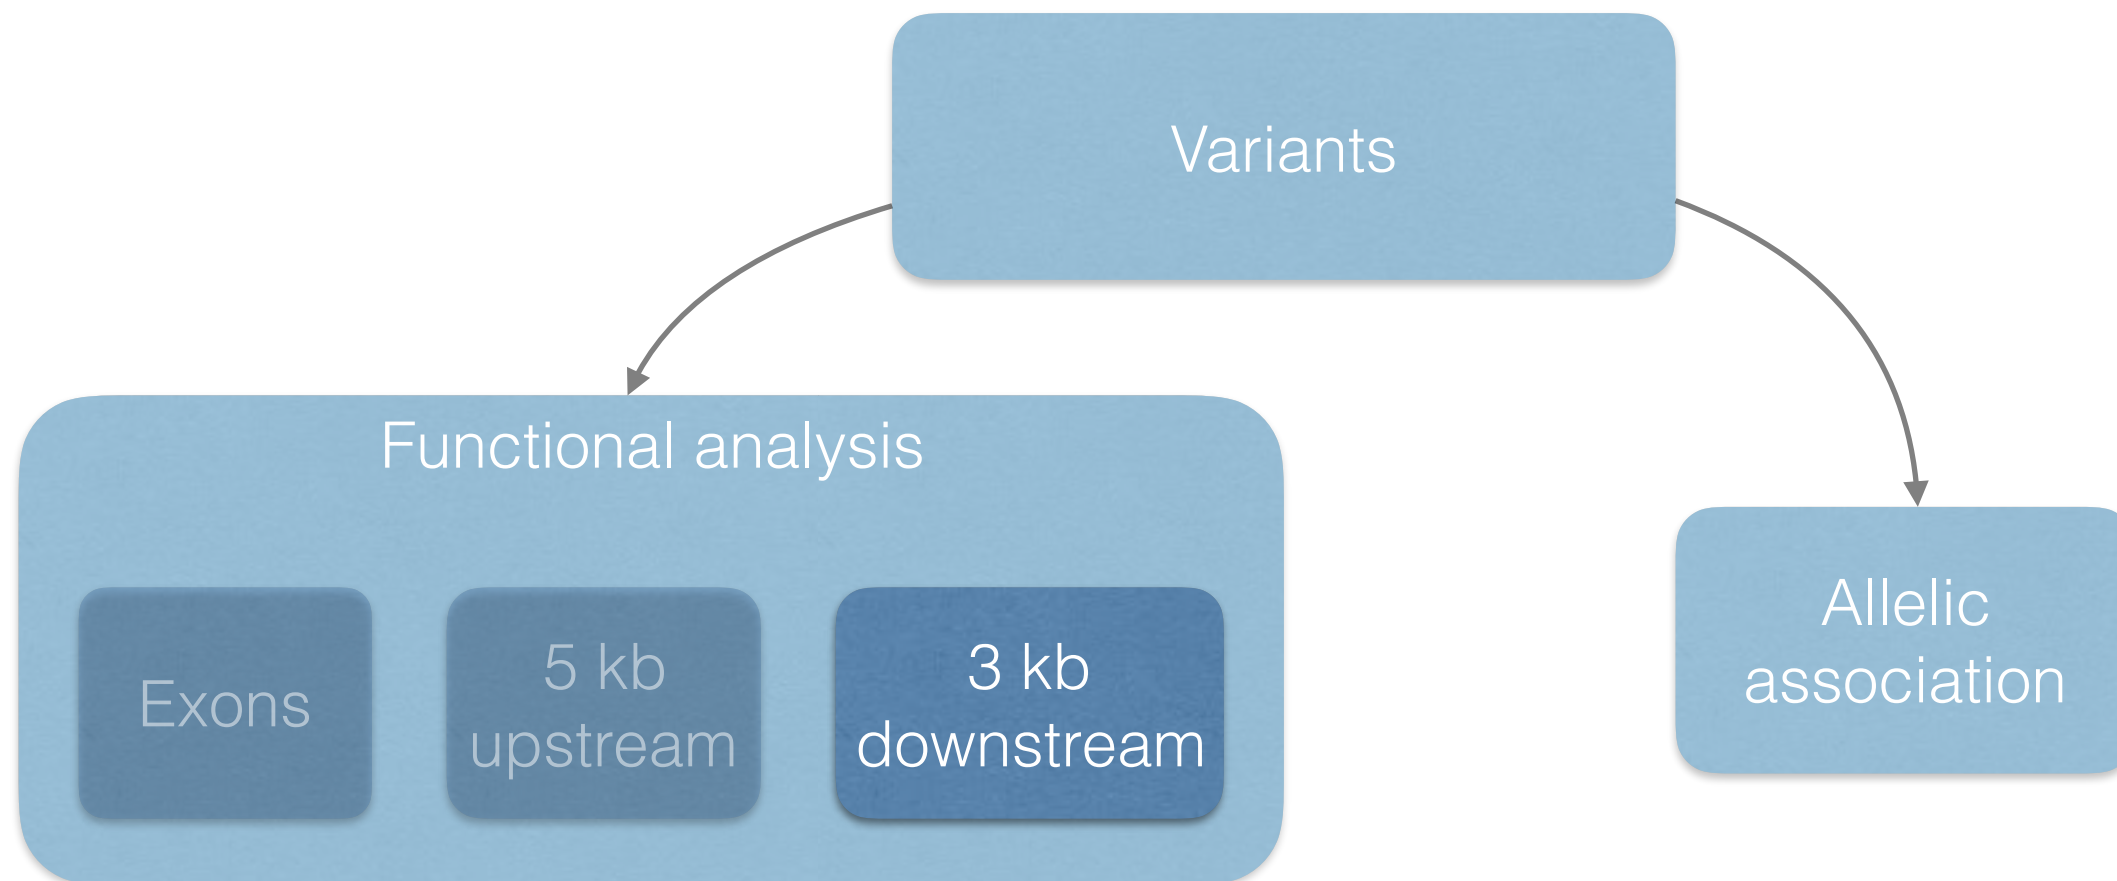 Variants
Functional analysis
Exons
5 kb
upstream
3 kb
downstream
Allelic
association